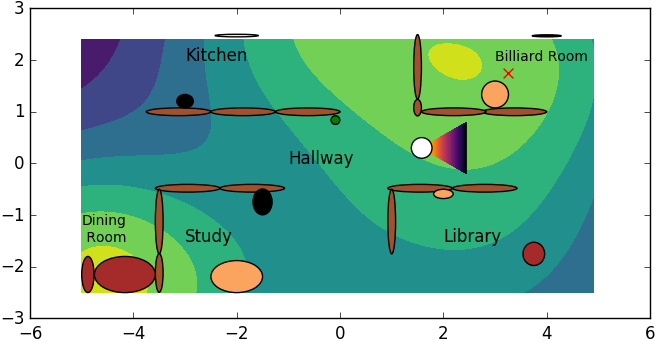 3
2
1
0
−1
−2
−3
−6
−4
−2
0
2
4
6
Kitchen
Billiard Room
Hallway
Dining
Room
Study
Library